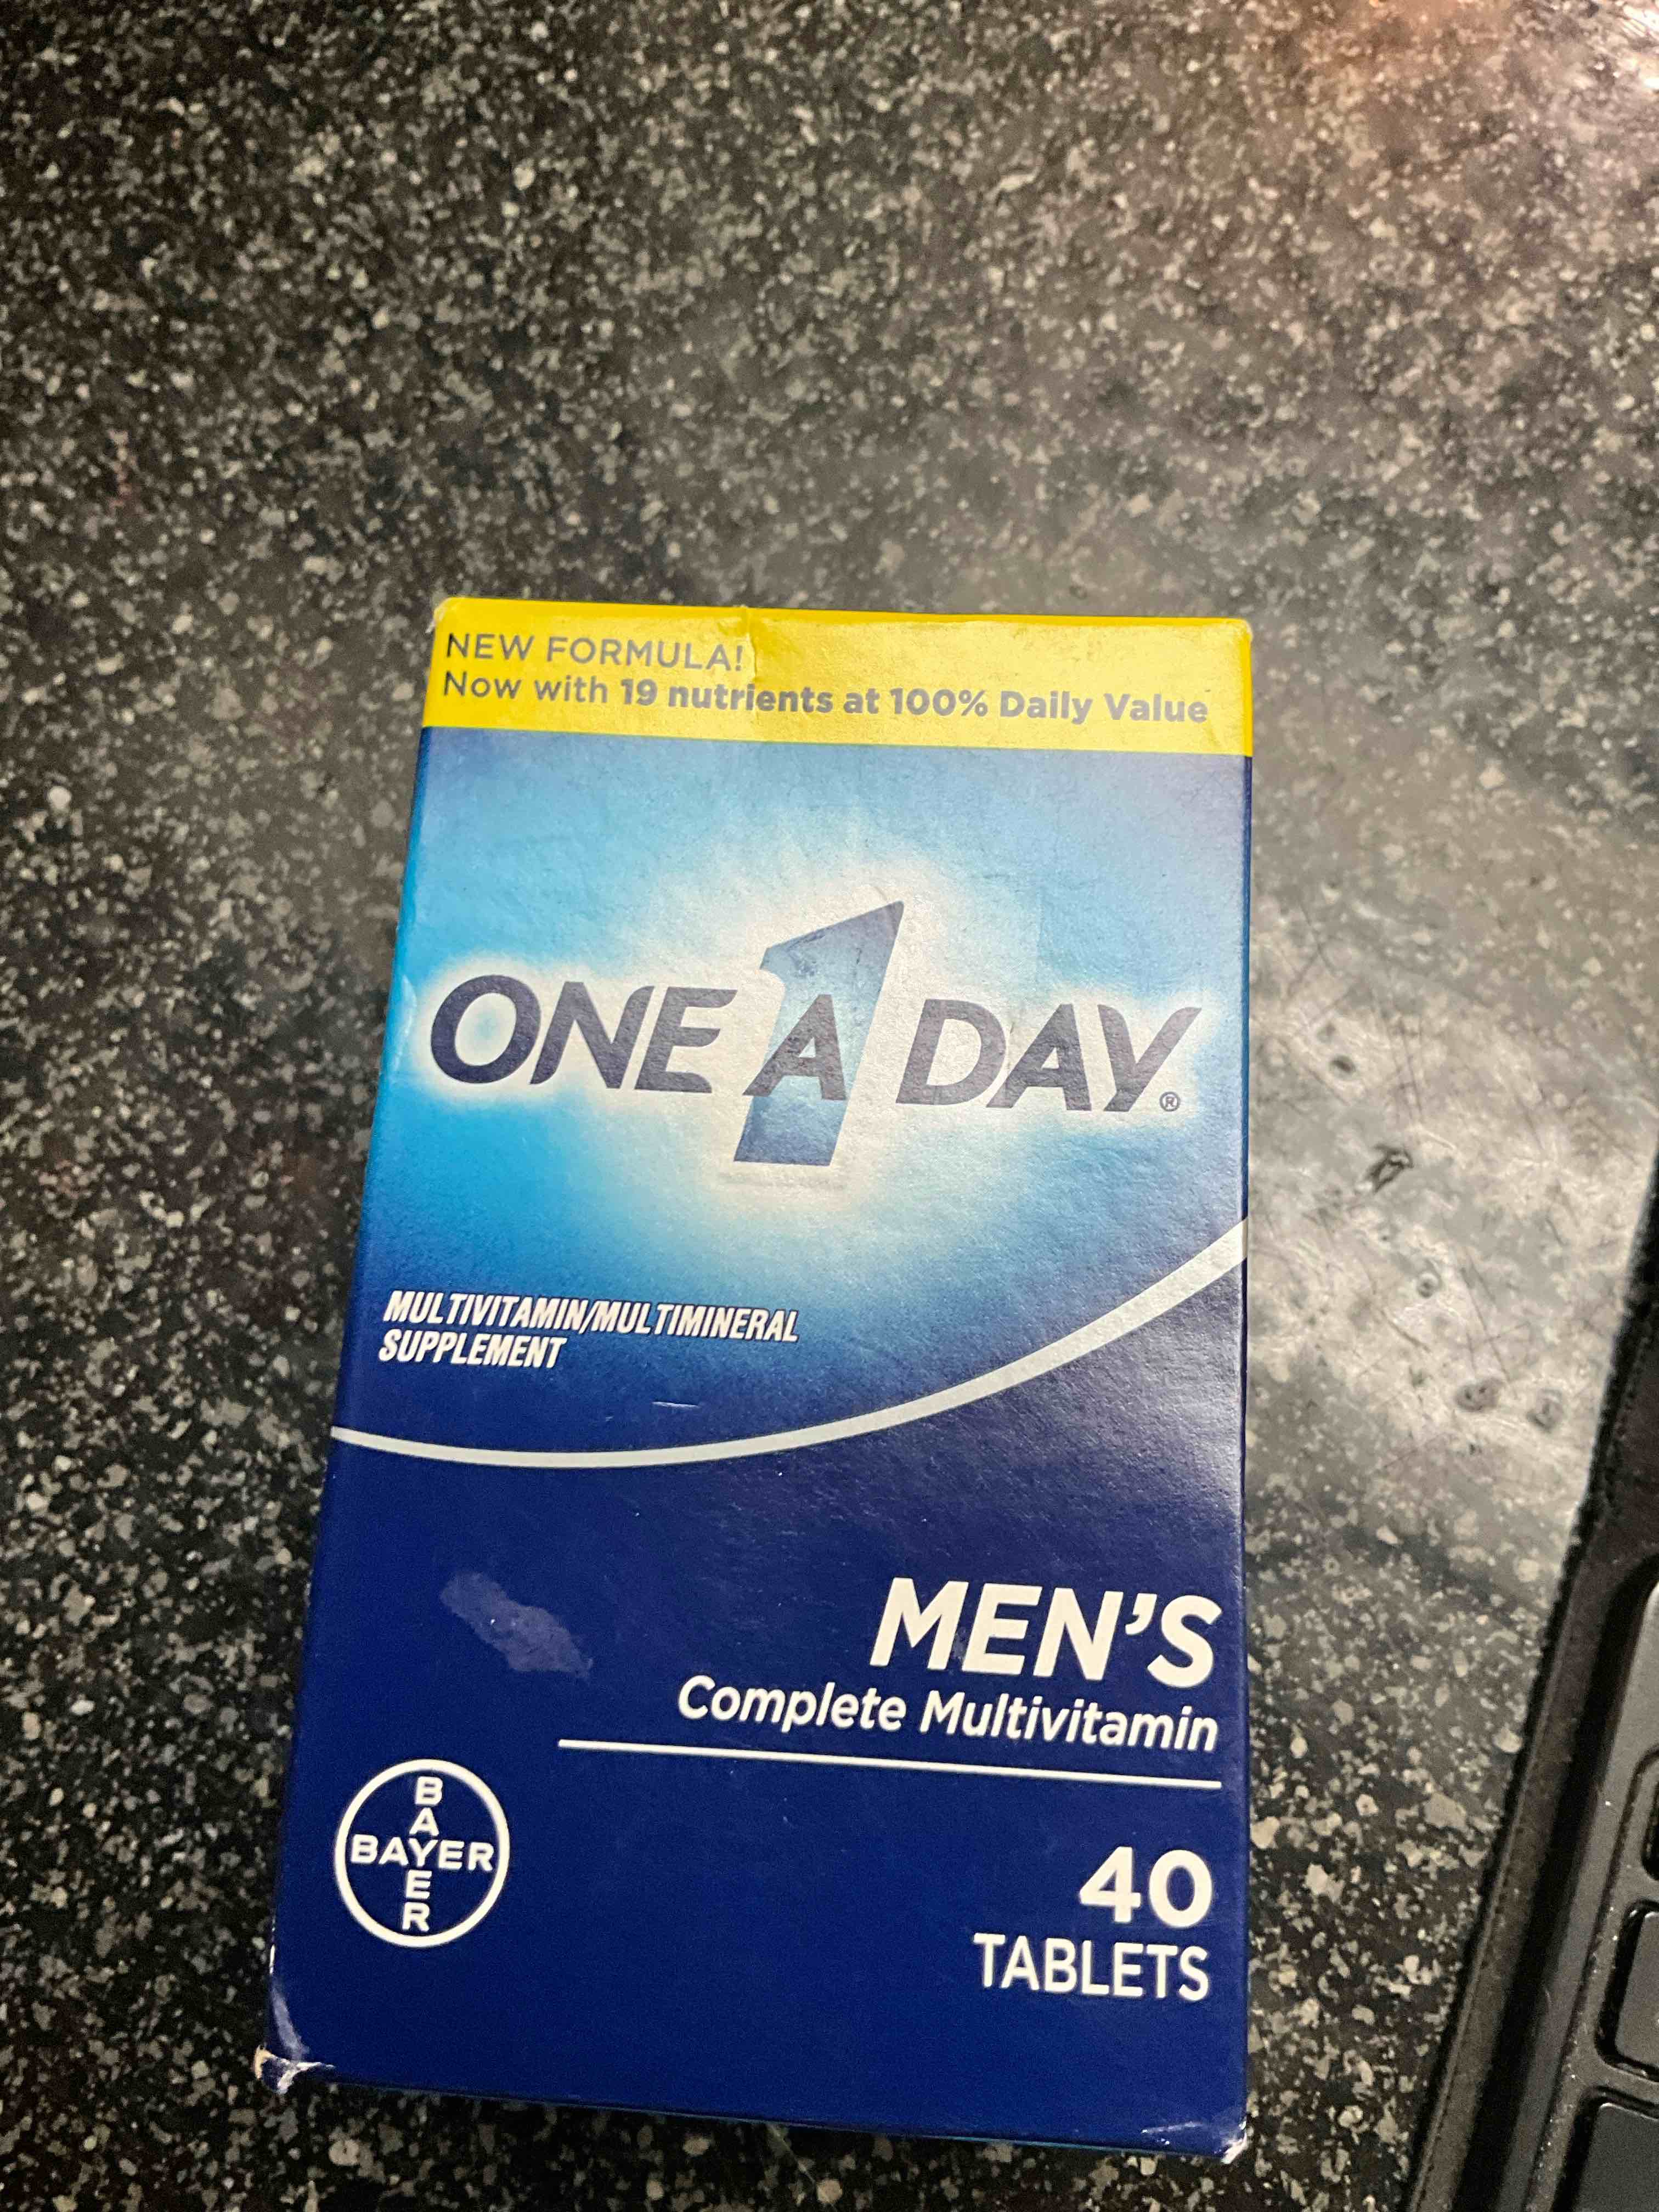 NEW FORMULA!
Now with 19 nutrients at 100% Daily Value
ONE A DAY®
1
MULTIVITAMIN/MULTIMINERAL
SUPPLEMENT
MEN'S
Complete Multivitamin
BAYER
BAYER
40
TABLETS